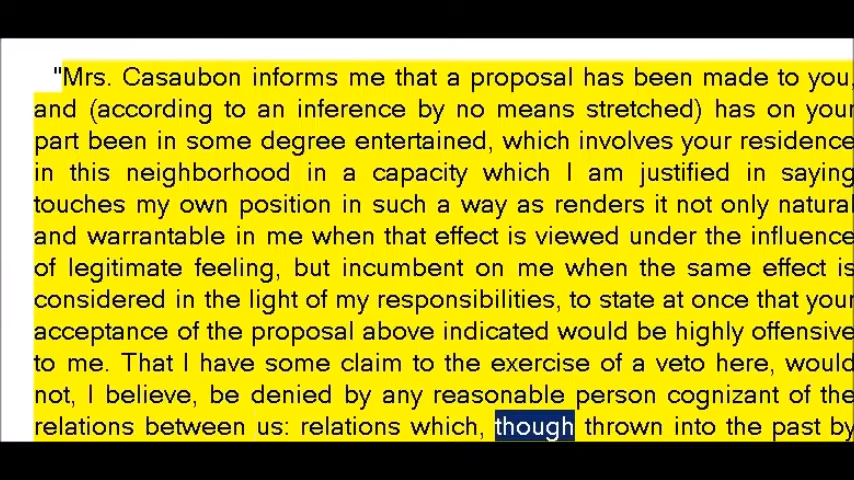 "Mrs. Casaubon informs me that a proposal has been made to you,
and (according to an inference by no means stretched) has on your
part been in some degree entertained, which involves your residence
in this neighborhood in a capacity which I am justified in saying
touches my own position in such a way as renders it not only natural
and warrantable in me when that effect is viewed under the influence
of legitimate feeling, but incumbent on me when the same effect is
considered in the light of my responsibilities, to state at once that your
acceptance of the proposal above indicated would be highly offensive
to me. That I have some claim to the exercise of a veto here, would
not, I believe, be denied by any reasonable person cognizant of the
relations between us: relations which, though thrown into the past by